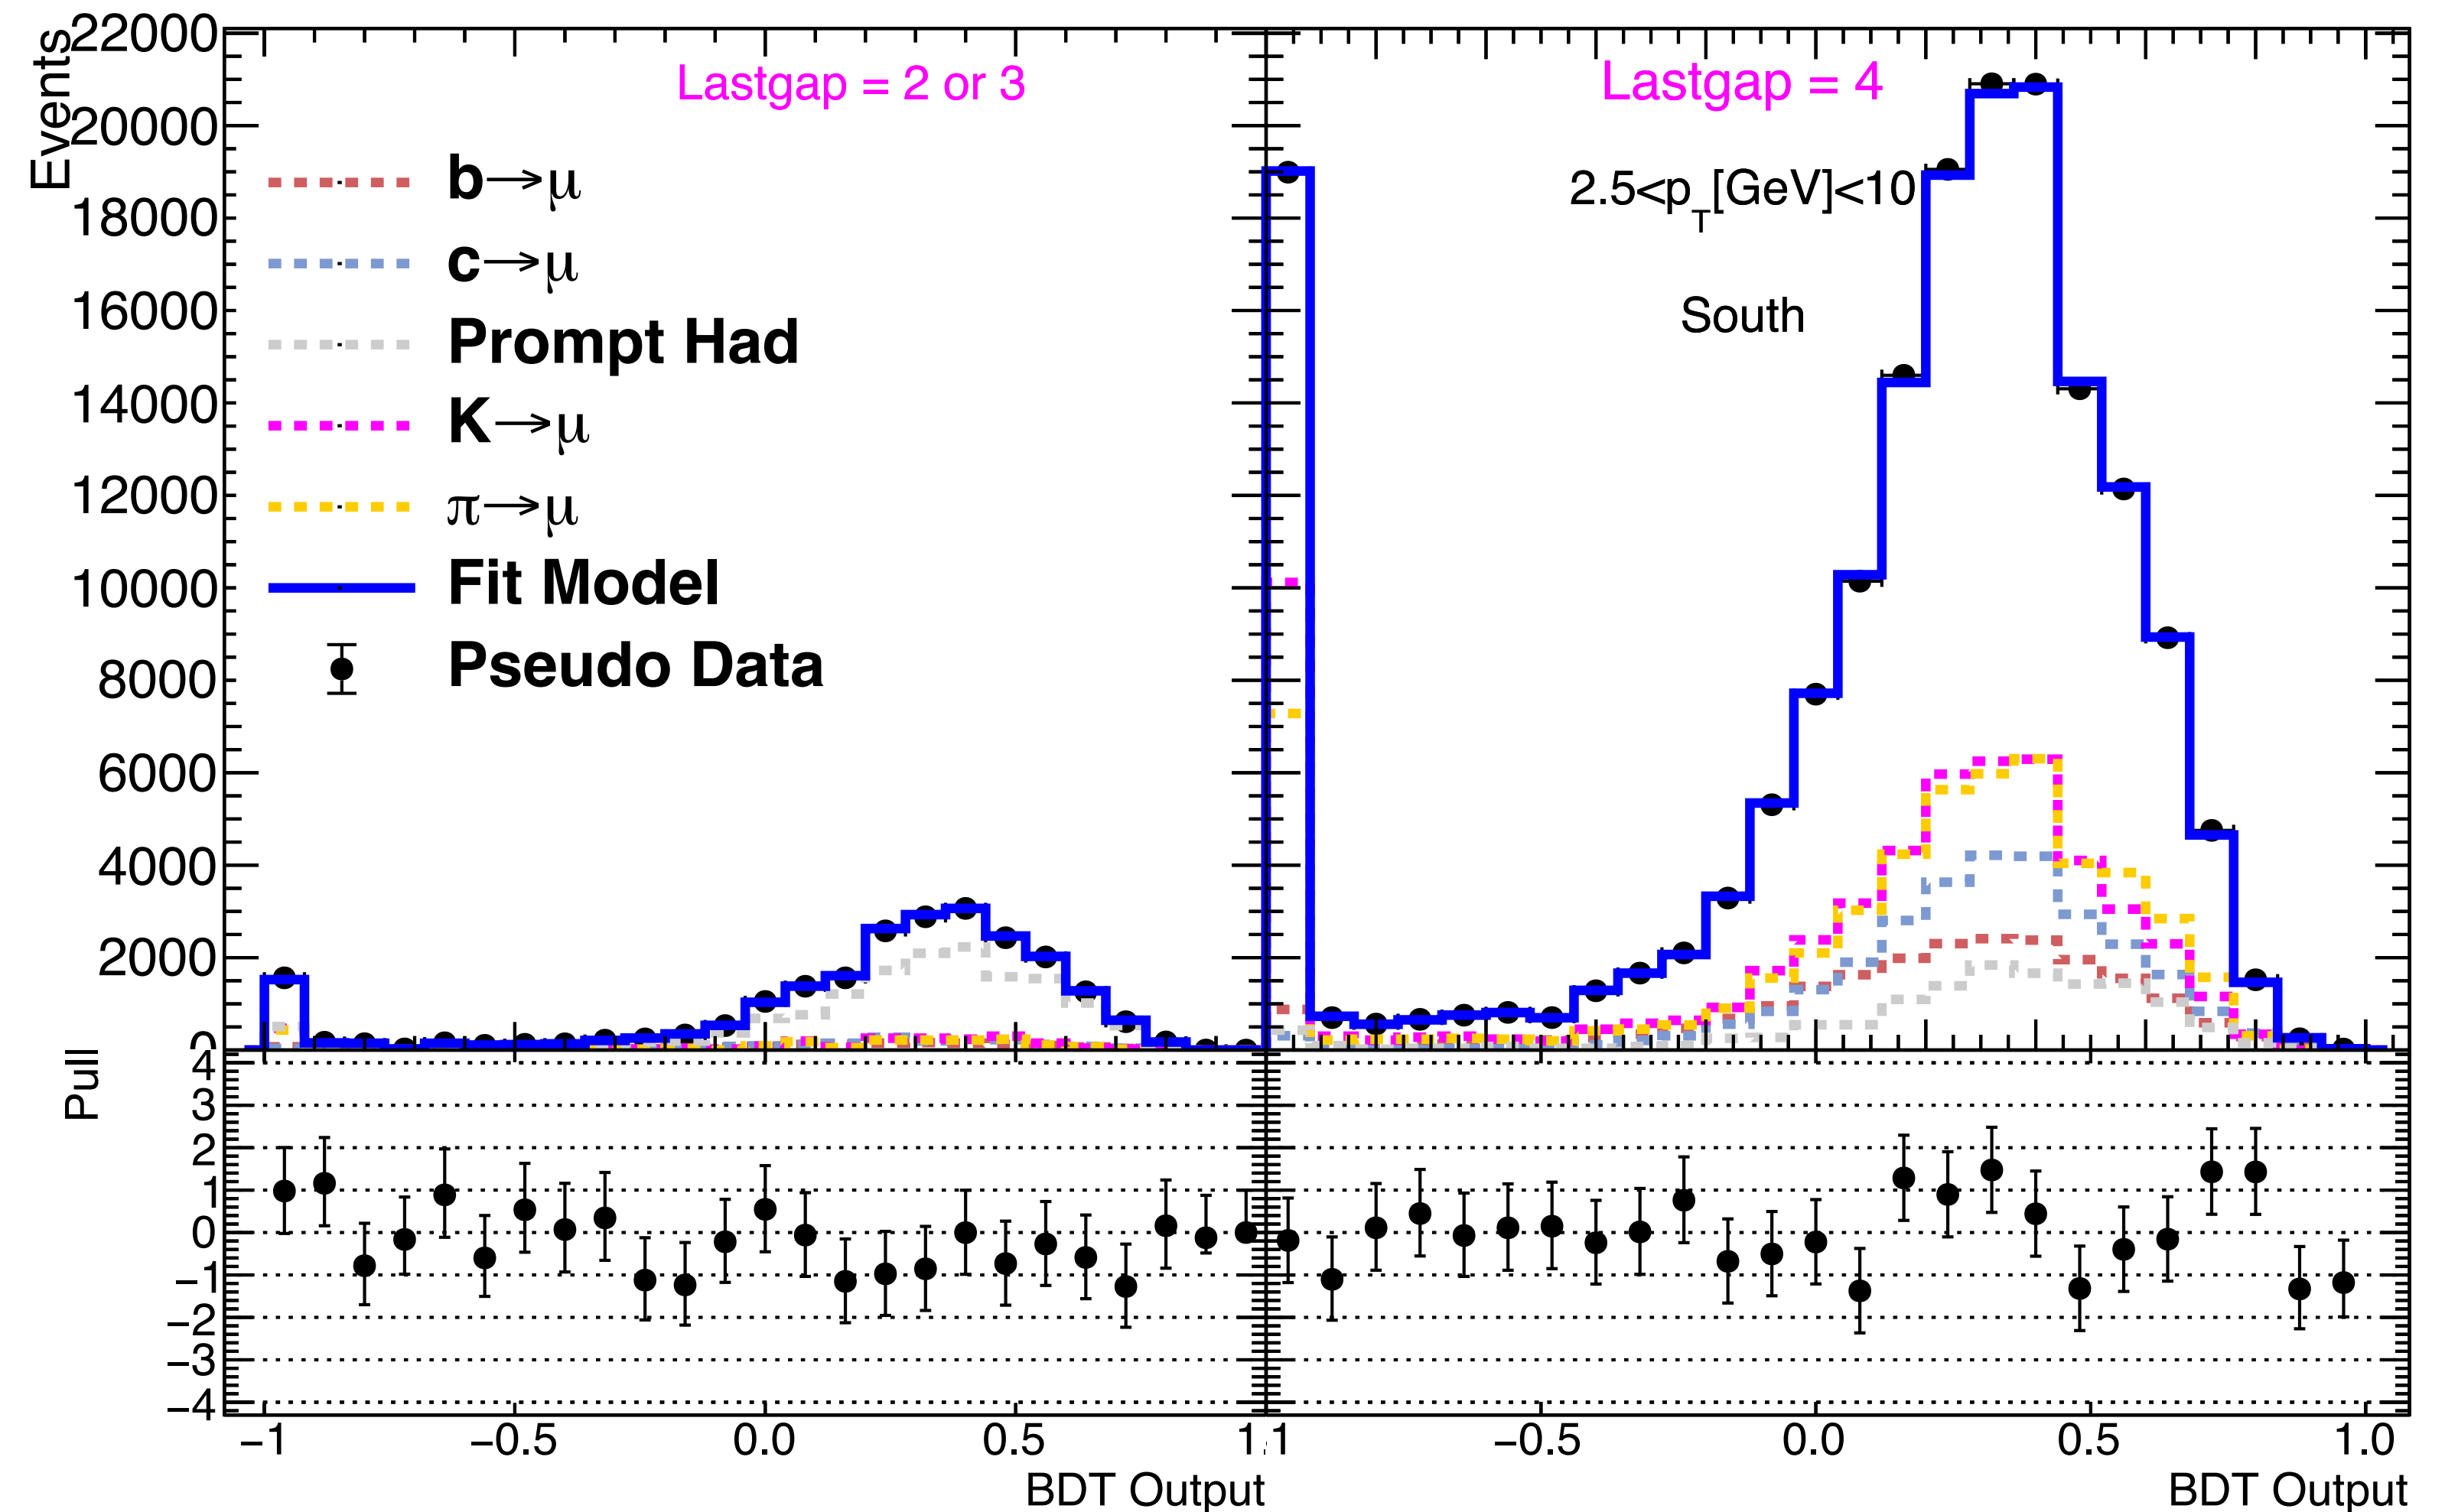 Events
22000
20000
18000
16000
14000
12000
10000
8000
6000
4000
2000
0
Lastgap = 2 or 3
b→μ
c→μ
Prompt Had
K→μ
π→μ
Fit Model
Pseudo Data
Lastgap = 4
2.5<p_T[GeV]<10
South
Pull
4
3
2
1
0
−1
−2
−3
−4
−1 −0.5 0.0 0.5 1.1 −0.5 0.0 0.5 1.0
BDT Output BDT Output